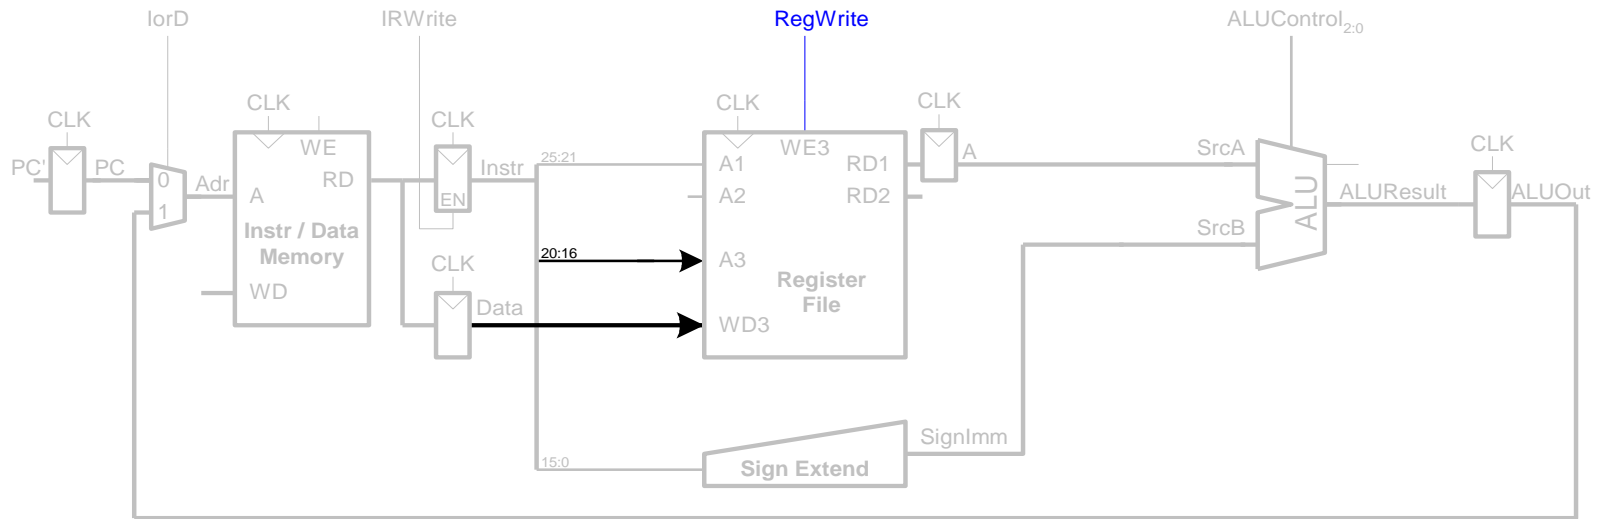 IorD
IRWrite
RegWrite
ALUControl2:0
CLK
CLK
CLK
CLK
CLK
CLK
PC'
PC
0
1
Adr
WE
RD
A
Instr / Data
Memory
WD
EN
Instr
CLK
Data
25:21
20:16
15:0
A1
WE3
RD1
A2
RD2
A3
Register
File
WD3
A
SrcA
SrcB
ALU
ALUResult
ALUOut
SignImm
Sign Extend